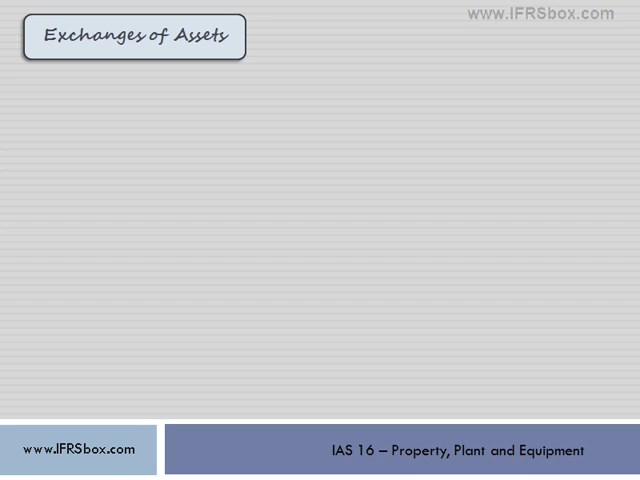 www.IFRSbox.com
Exchanges of Assets
www.IFRSbox.com
IAS 16 – Property, Plant and Equipment